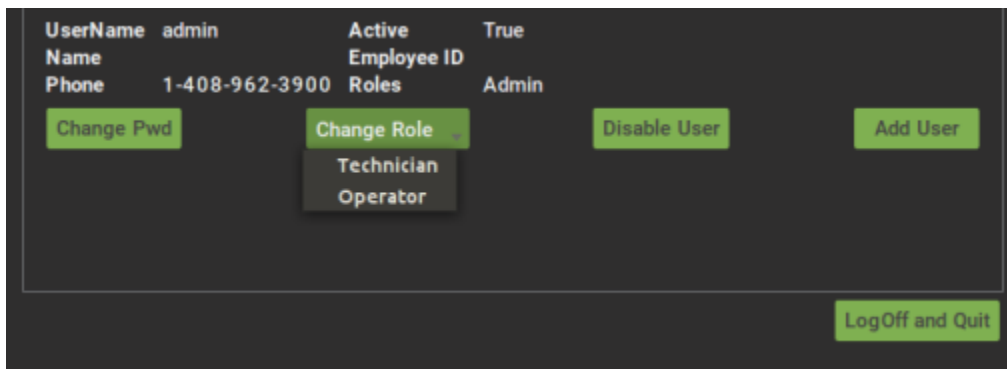 UserName admin Active True
Name Employee ID
Phone 1-408-962-3900 Roles Admin
Change Pwd Change Role Disable User Add User
Technician
Operator
LogOff and Quit